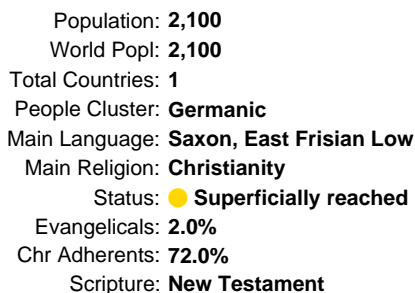 Population: 2,100
World Popl: 2,100
Total Countries: 1
People Cluster: Germanic
Main Language: Saxon, East Frisian Low
Main Religion: Christianity
Status: Superficially reached
Evangelicals: 2.0%
Chr Adherents: 72.0%
Scripture: New Testament